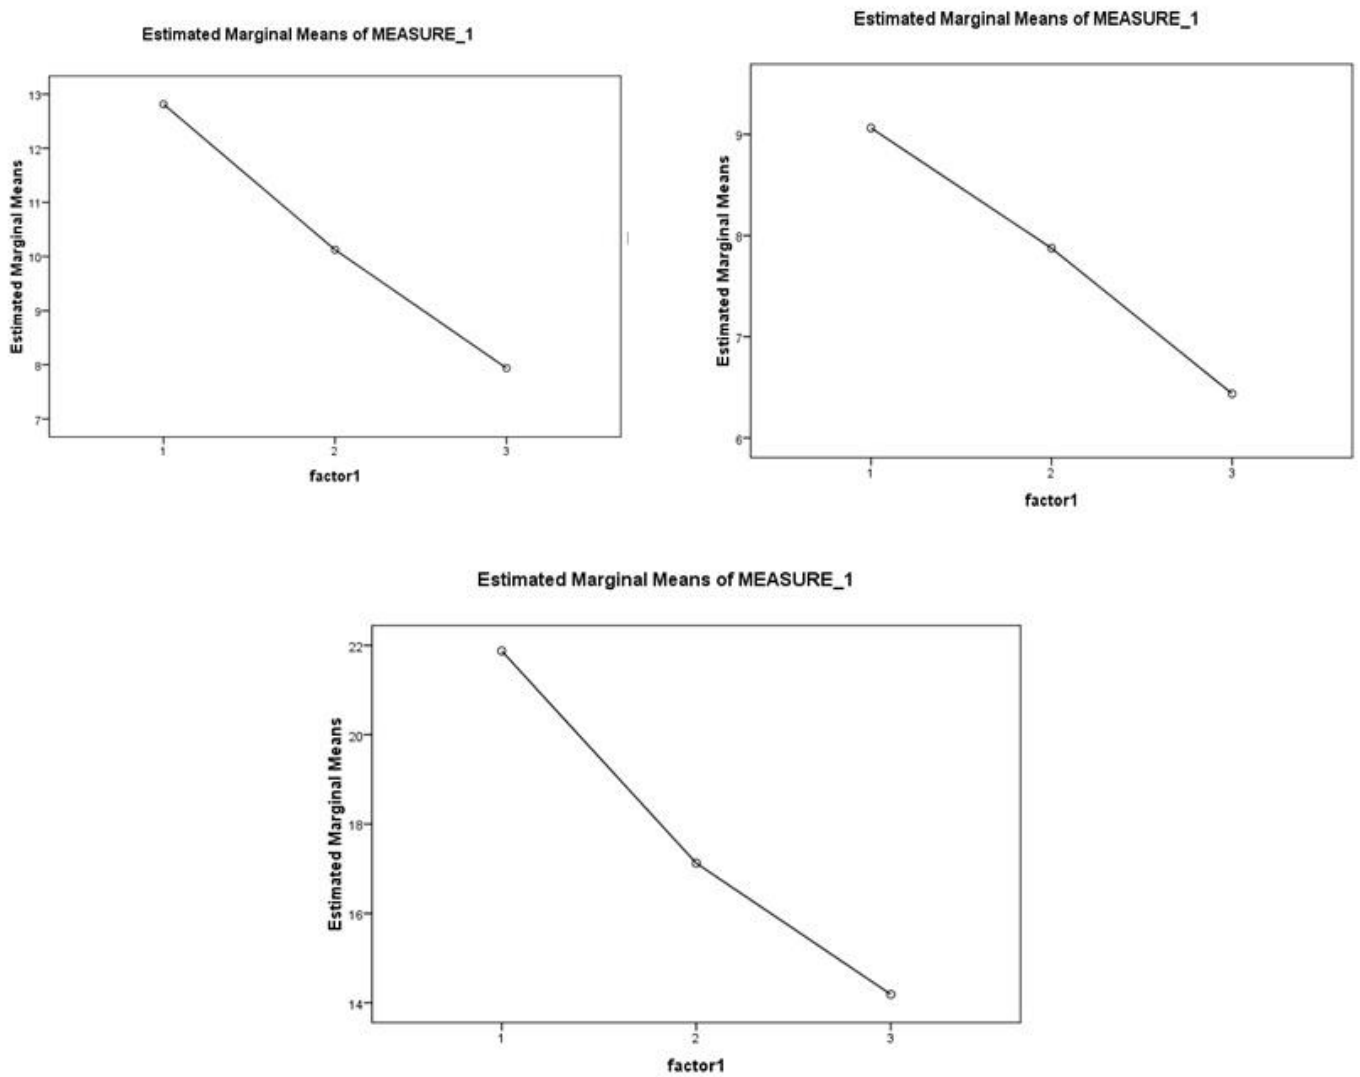 Estimated Marginal Means of MEASURE_1
Estimated Marginal Means
13
12
11
10
9
8
7
1 2 3
factor1
Estimated Marginal Means of MEASURE_1
Estimated Marginal Means
9
8
7
6
1 2 3
factor1
Estimated Marginal Means of MEASURE_1
Estimated Marginal Means
22
20
18
16
14
1 2 3
factor1